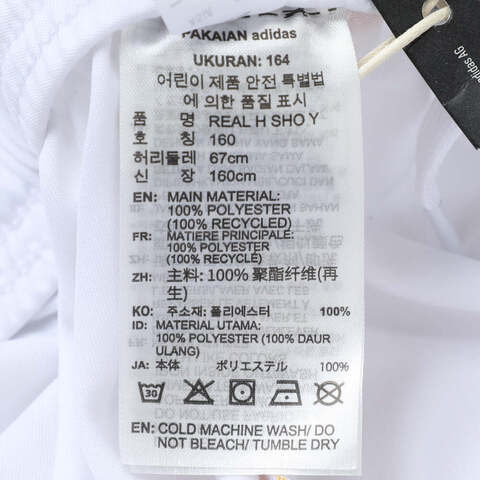 PAKAIAN adidas
UKURAN: 164
어린이 제품 안전 특별법
에 의한 품질 표시
품 명 REAL H SHO Y
호 칭 160
허리둘레 67cm
신 장 160cm
EN: MAIN MATERIAL:
100% POLYESTER
(100% RECYCLED)
FR: MATIERE PRINCIPALE:
100% POLYESTER
(100% RECYCLÉ)
ZH: 主料: 100% 聚酯纤维(再
生)
KO: 주소재: 폴리에스터 100%
ID: MATERIAL UTAMA:
100% POLYESTER (100% DAUR
ULANG)
JA: 本体 ポリエステル 100%
30
EN: COLD MACHINE WASH/ DO
NOT BLEACH/ TUMBLE DRY
adidas AG